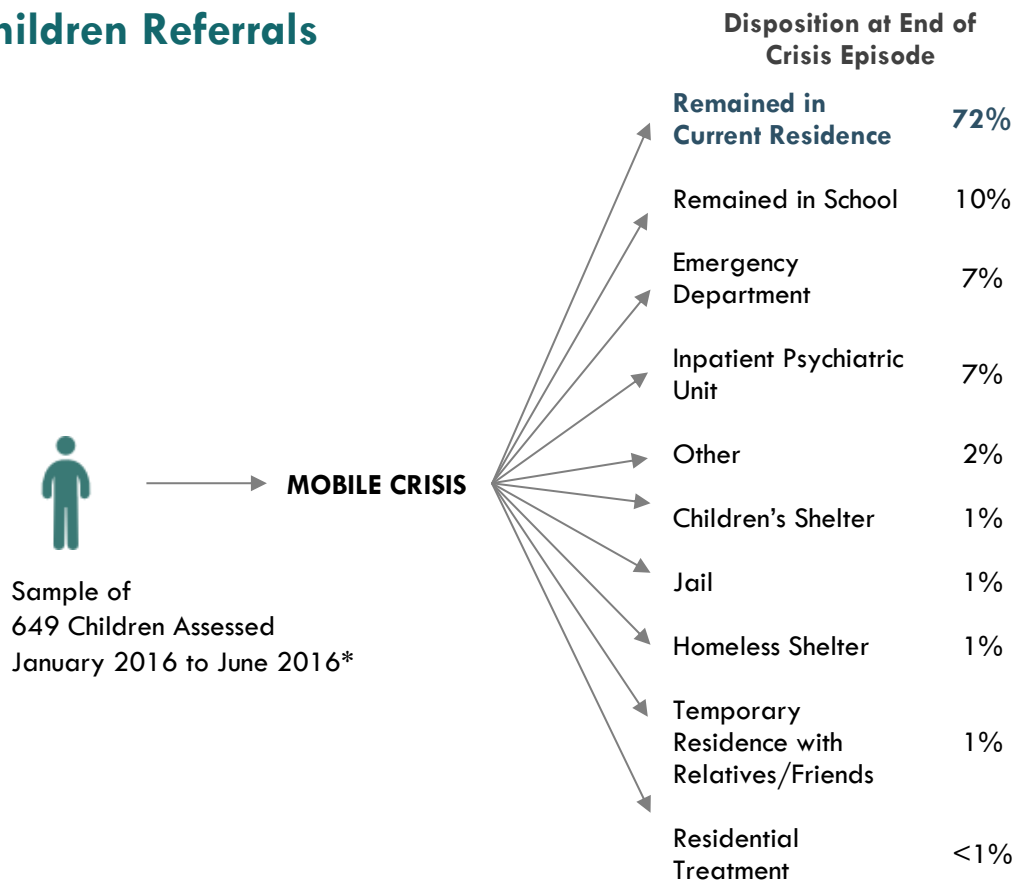 hildren Referrals
Disposition at End of
Crisis Episode
Remained in
Current Residence 72%
Remained in School 10%
Emergency
Department 7%
Inpatient Psychiatric
Unit 7%
Other 2%
Children's Shelter 1%
Jail 1%
Homeless Shelter 1%
Temporary
Residence with 1%
Relatives/Friends
Residential
Treatment <1%
MOBILE CRISIS
Sample of
649 Children Assessed
January 2016 to June 2016*